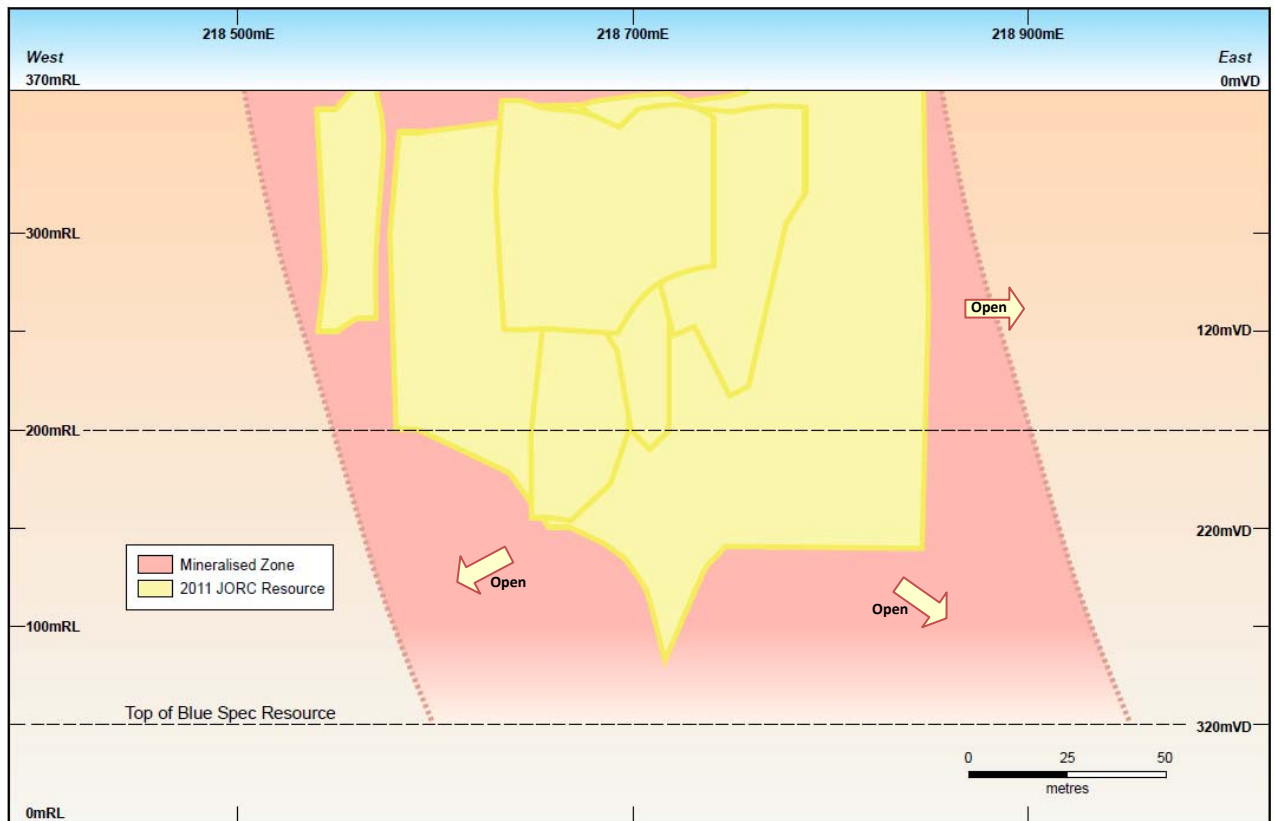 218 500mE 218 700mE 218 900mE
West East
370mRL 0mVD
300mRL
Open
120mVD
200mRL
220mVD
Mineralised Zone
2011 JORC Resource
Open
Open
100mRL
Top of Blue Spec Resource
320mVD
0 25 50
metres
0mRL